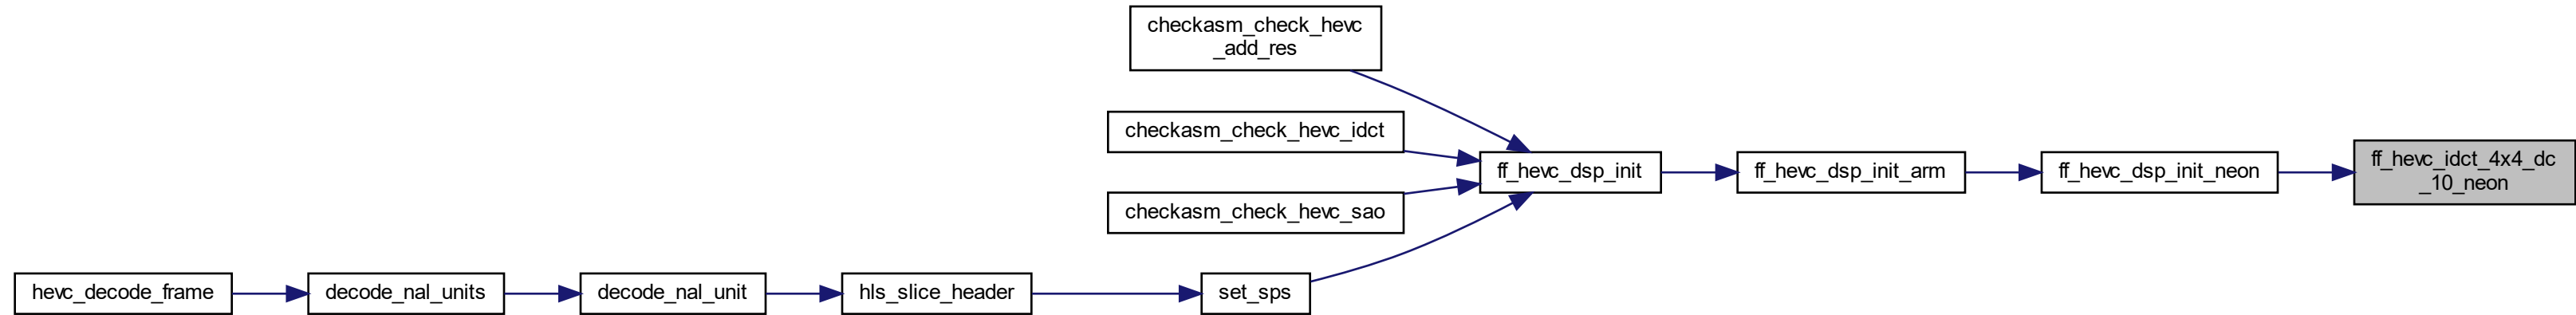 checkasm_check_hevc
_add_res
checkasm_check_hevc_idct
checkasm_check_hevc_sao
ff_hevc_dsp_init
ff_hevc_dsp_init_arm
ff_hevc_dsp_init_neon
ff_hevc_idct_4x4_dc
_10_neon
hevc_decode_frame
decode_nal_units
decode_nal_unit
hls_slice_header
set_sps